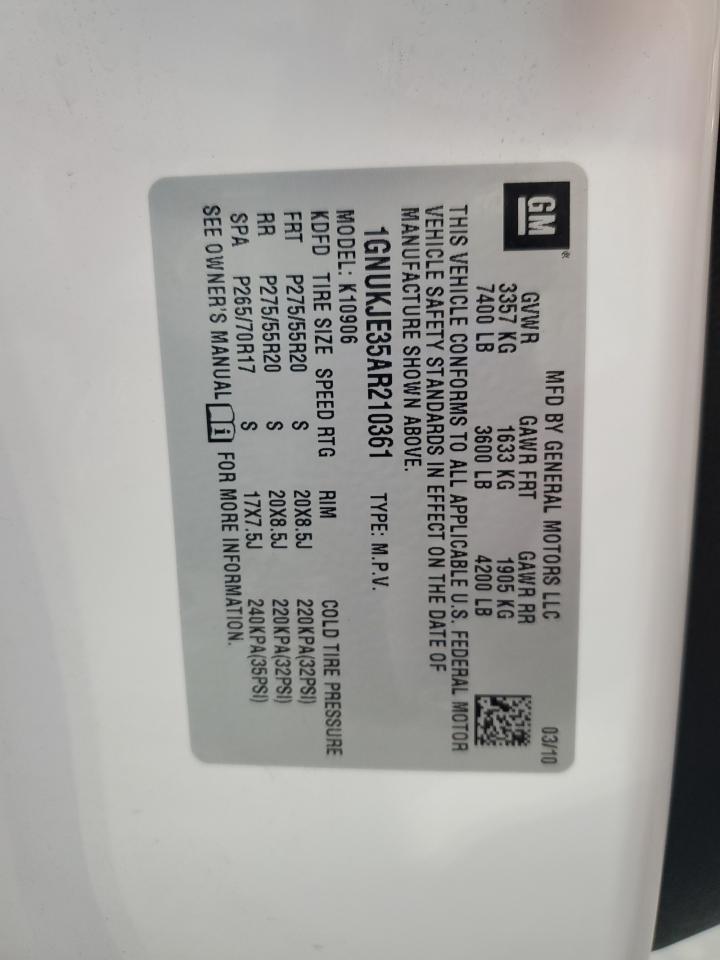 GM®
MFD BY GENERAL MOTORS LLC 03/10
GVWR GAWR FRT GAWR RR
3357 KG 1633 KG 1905 KG
7400 LB 3600 LB 4200 LB
THIS VEHICLE CONFORMS TO ALL APPLICABLE U.S. FEDERAL MOTOR
VEHICLE SAFETY STANDARDS IN EFFECT ON THE DATE OF
MANUFACTURE SHOWN ABOVE.
1GNUKJE35AR210361 TYPE: M.P.V.
MODEL: K10906
KDFD TIRE SIZE SPEED RTG RIM COLD TIRE PRESSURE
FRT P275/55R20 S 20X8.5J 220KPA(32PSI)
RR P275/55R20 S 20X8.5J 220KPA(32PSI)
SPA P265/70R17 S 17X7.5J 240KPA(35PSI)
SEE OWNER'S MANUAL i FOR MORE INFORMATION.